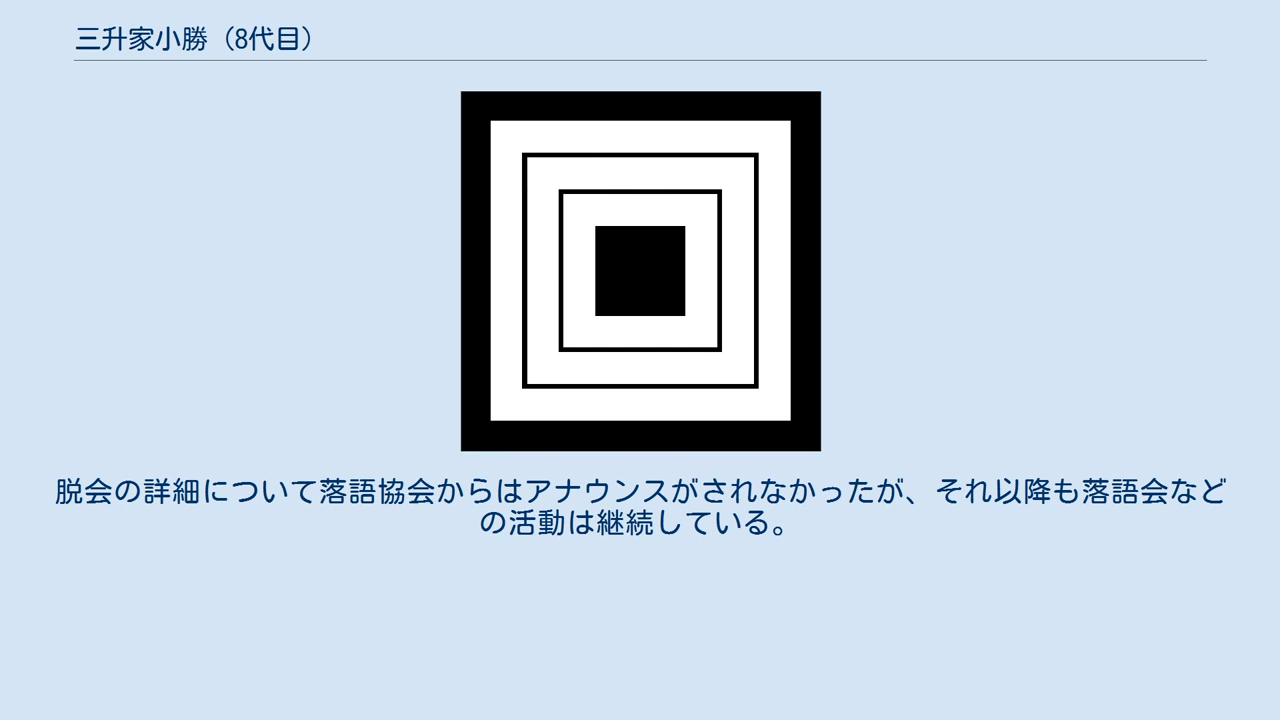 三升家小勝（8代目）
脱会の詳細について落語協会からはアナウンスがされなかったが、それ以降も落語会など
の活動は継続している。